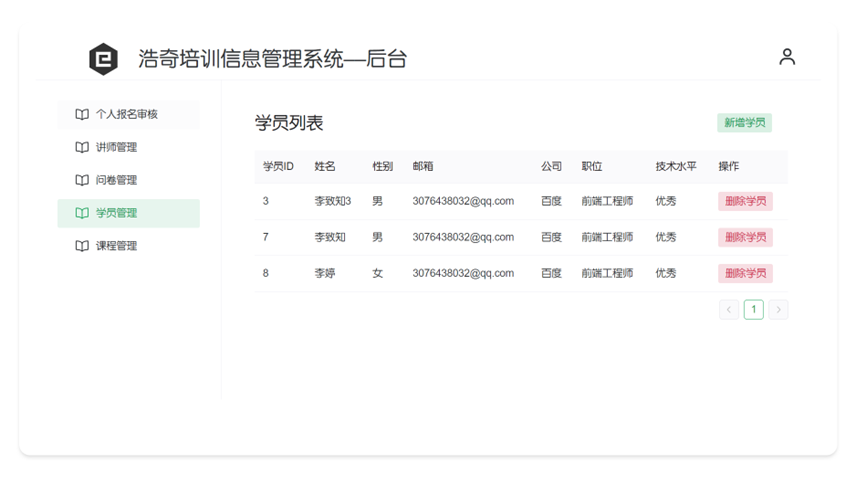 浩奇培训信息管理系统—后台
个人报名审核
讲师管理
问卷管理
学员管理
课程管理
学员列表
新增学员
学员ID 姓名 性别 邮箱 公司 职位 技术水平 操作
3 李致知3 男 3076438032@qq.com 百度 前端工程师 优秀 删除学员
7 李致知 男 3076438032@qq.com 百度 前端工程师 优秀 删除学员
8 李婷 女 3076438032@qq.com 百度 前端工程师 优秀 删除学员
1